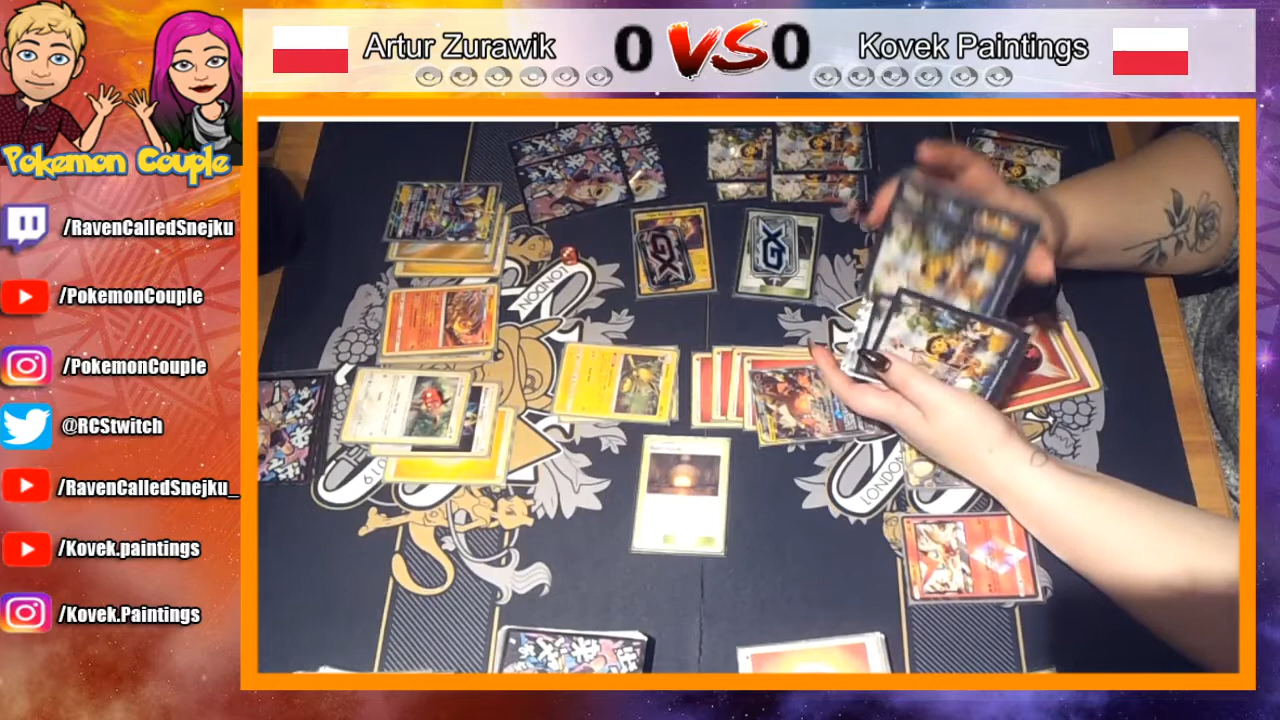 Artur Zurawik 0 VS 0 Kovek Paintings
Pokemon Couple
/RavenCalledSnejku
/PokemonCouple
/PokemonCouple
@RCStwitch
/RavenCalledSnejku_
/Kovek.paintings
/Kovek.Paintings
GX
GX
LONDON
LONDON